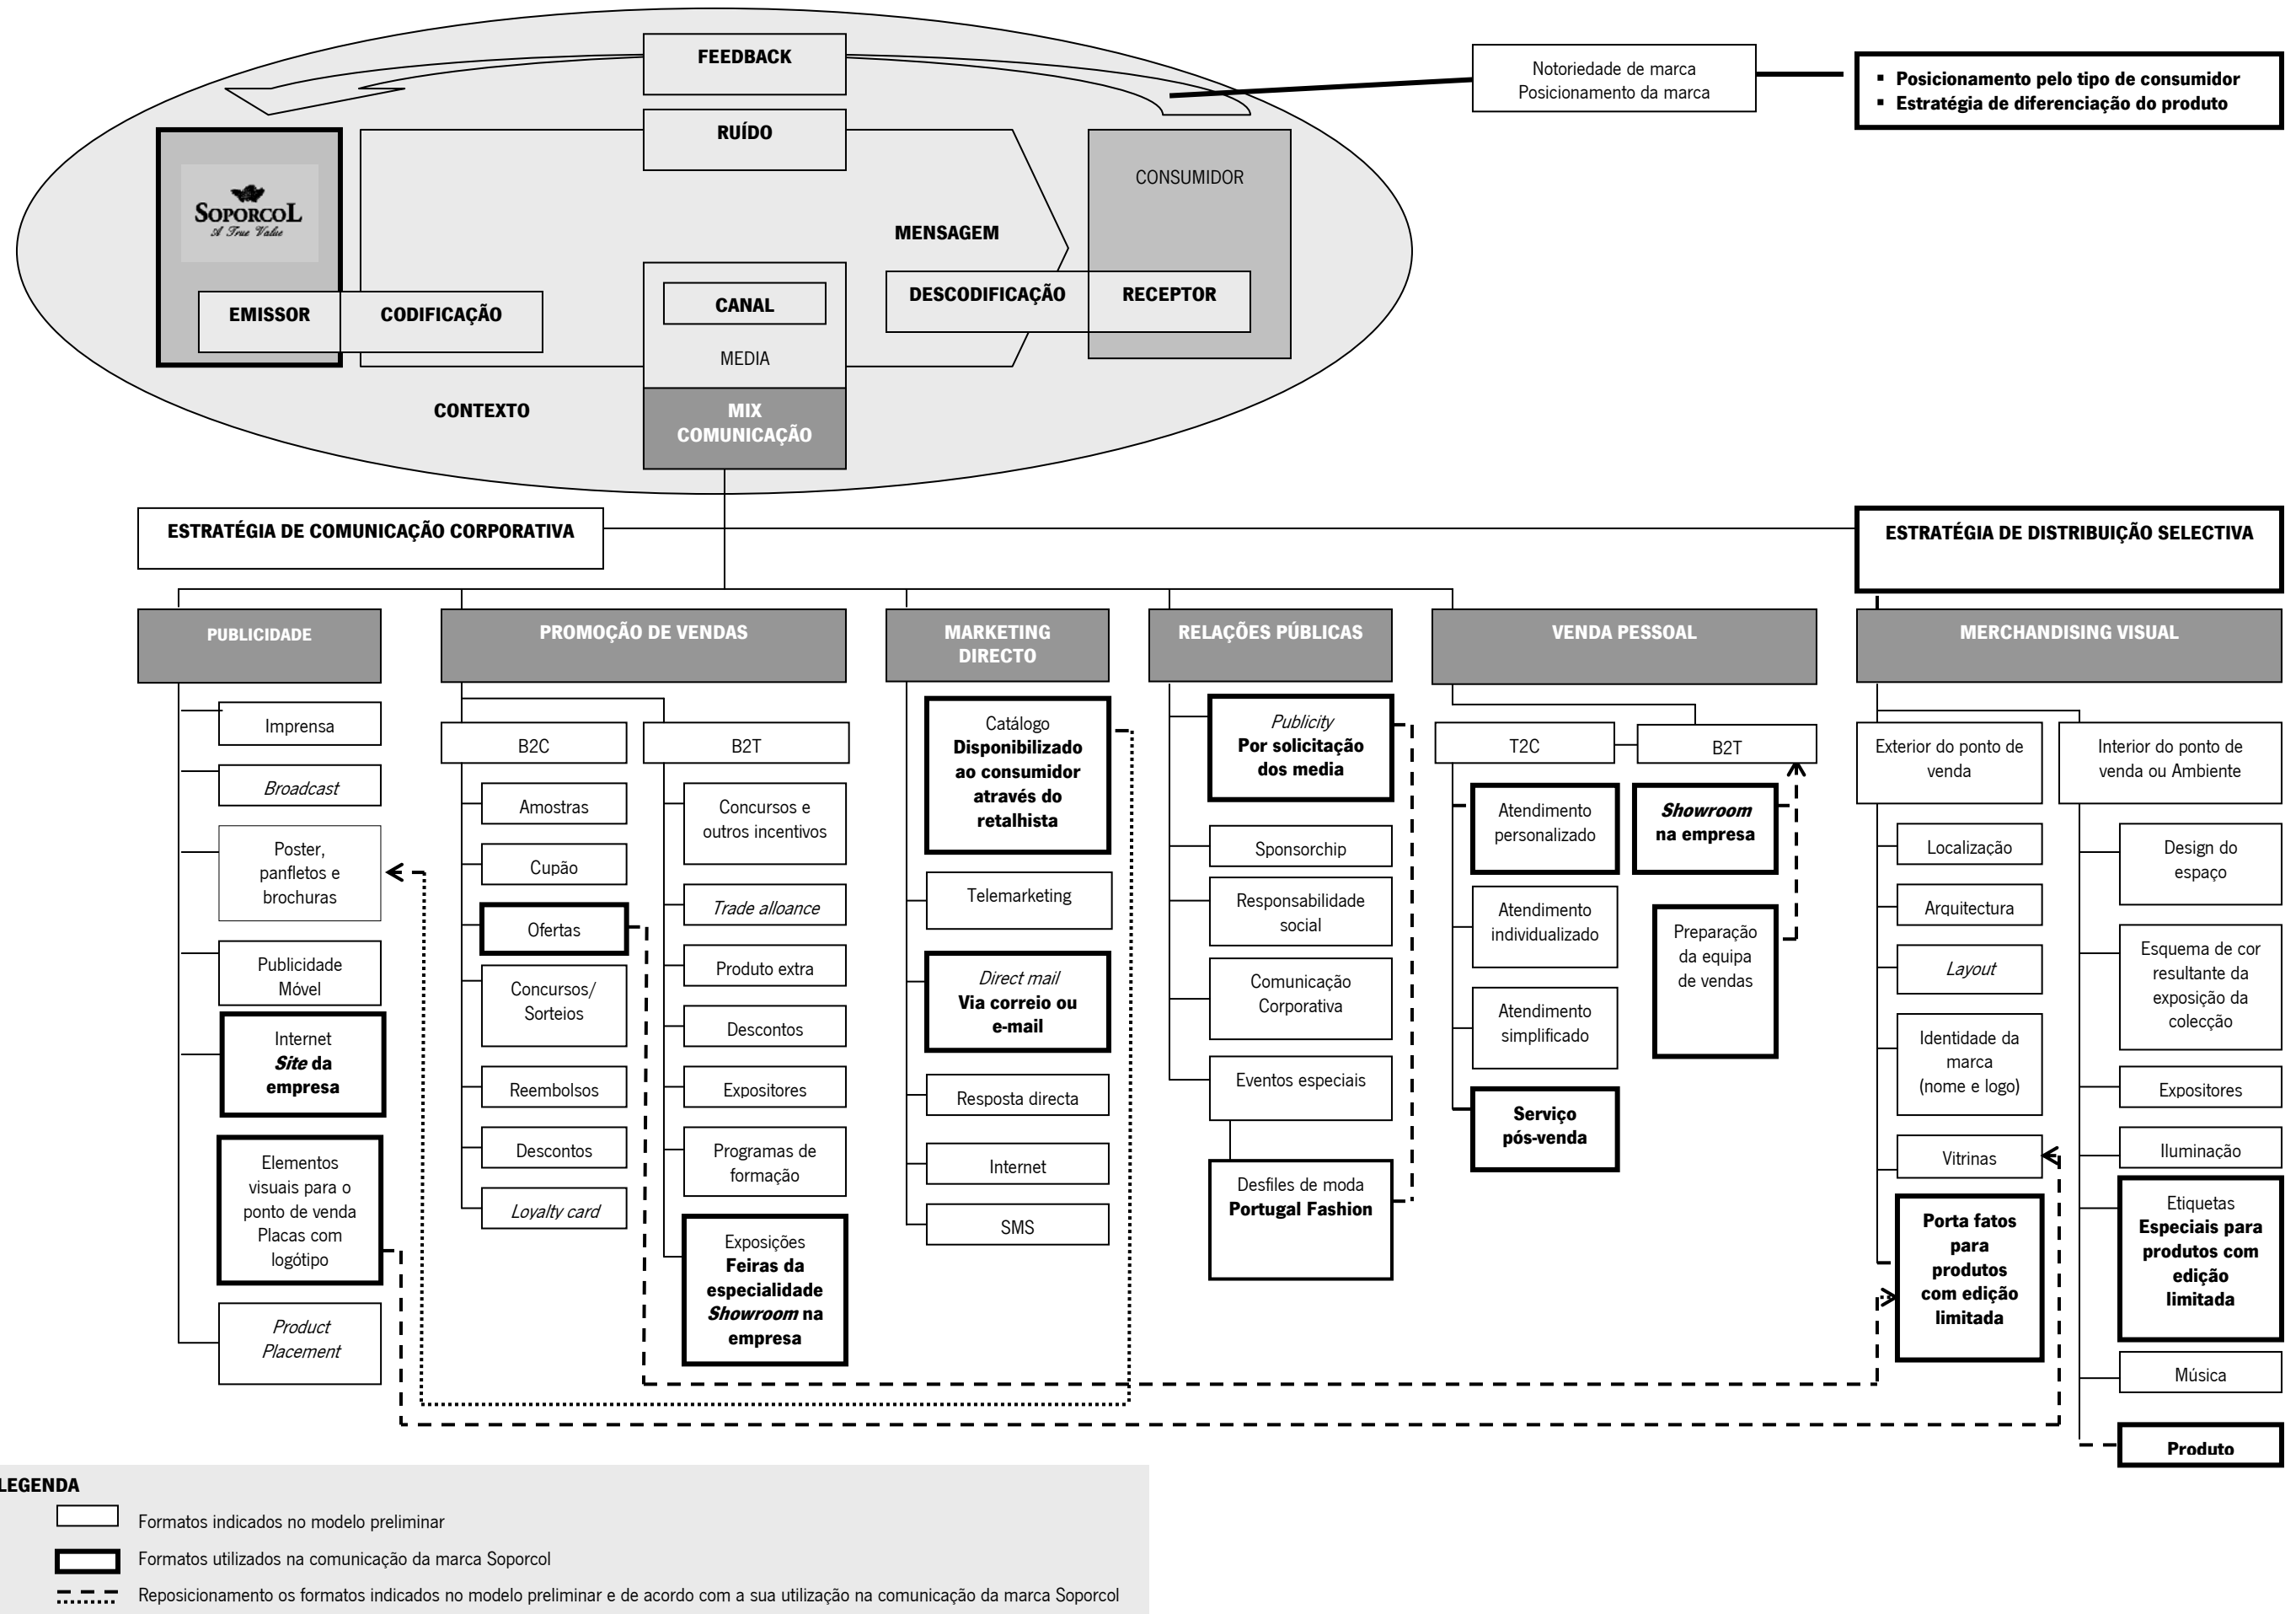 FEEDBACK
RUÍDO
Notoriedade de marca
Posicionamento da marca
▪ Posicionamento pelo tipo de consumidor
▪ Estratégia de diferenciação do produto
SOPORCOL
A True Value
CONSUMIDOR
MENSAGEM
EMISSOR
CODIFICAÇÃO
CANAL
MEDIA
DESCODIFICAÇÃO
RECEPTOR
CONTEXTO
MIX
COMUNICAÇÃO
ESTRATÉGIA DE COMUNICAÇÃO CORPORATIVA
ESTRATÉGIA DE DISTRIBUIÇÃO SELECTIVA
PUBLICIDADE
Imprensa
Broadcast
Poster,
panfletos e
brochuras
Publicidade
Móvel
Internet
Site da
empresa
Elementos
visuais para o
ponto de venda
Placas com
logótipo
Product
Placement
PROMOÇÃO DE VENDAS
B2C
Amostras
Cupão
Ofertas
Concursos/
Sorteios
Reembolsos
Descontos
Loyalty card
B2T
Concursos e
outros incentivos
Trade alloance
Produto extra
Descontos
Expositores
Programas de
formação
Exposições
Feiras da
especialidade
Showroom na
empresa
MARKETING
DIRECTO
Catálogo
Disponibilizado
ao consumidor
através do
retalhista
Telemarketing
Direct mail
Via correio ou
e-mail
Resposta directa
Internet
SMS
RELAÇÕES PÚBLICAS
Publicity
Por solicitação
dos media
Sponsorchip
Responsabilidade
social
Comunicação
Corporativa
Eventos especiais
Desfiles de moda
Portugal Fashion
VENDA PESSOAL
T2C
Atendimento
personalizado
Atendimento
individualizado
Atendimento
simplificado
Serviço
pós-venda
B2T
Showroom
na empresa
Preparação
da equipa
de vendas
MERCHANDISING VISUAL
Exterior do ponto de
venda
Localização
Arquitectura
Layout
Identidade da
marca
(nome e logo)
Vitrinas
Porta fatos
para
produtos
com edição
limitada
Interior do ponto de
venda ou Ambiente
Design do
espaço
Esquema de cor
resultante da
exposição da
colecção
Expositores
Iluminação
Etiquetas
Especiais para
produtos com
edição
limitada
Música
Produto
LEGENDA
Formatos indicados no modelo preliminar
Formatos utilizados na comunicação da marca Soporcol
Reposicionamento os formatos indicados no modelo preliminar e de acordo com a sua utilização na comunicação da marca Soporcol